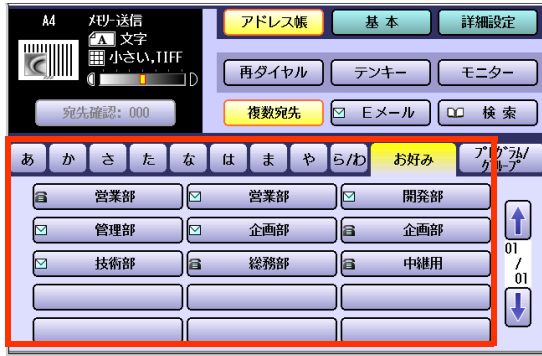 A4 ﾒﾓﾘｰ送信
A 文字
小さい,TIFF
D
宛先確認: 000
アドレス帳 基本 詳細設定
再ダイヤル テンキー モニター
複数宛先 Eメール 検索
あ か さ た な は ま や ら/わ お好み ﾌﾟﾛｸﾞﾗﾑ/
ｸﾞﾙｰﾌﾟ
営業部 営業部 開発部
管理部 企画部 企画部
技術部 総務部 中継用
01
/
01